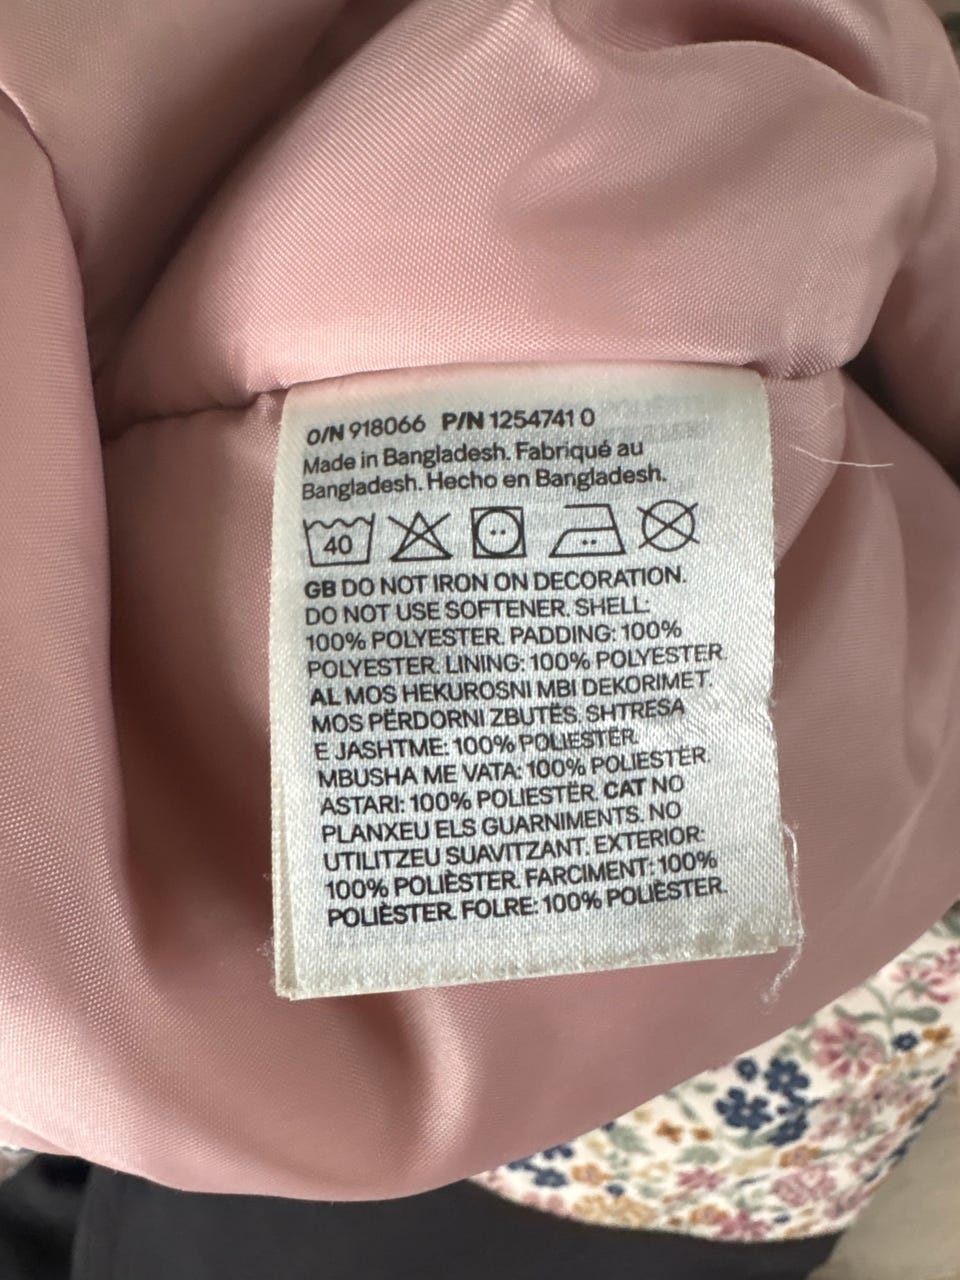 O/N 918066 P/N 1254741 0
Made in Bangladesh. Fabriqué au
Bangladesh. Hecho en Bangladesh.
40
GB DO NOT IRON ON DECORATION.
DO NOT USE SOFTENER. SHELL:
100% POLYESTER. PADDING: 100%
POLYESTER. LINING: 100% POLYESTER.
AL MOS HEKUROSNI MBI DEKORIMET.
MOS PËRDORNI ZBUTËS. SHTRESA
E JASHTME: 100% POLIESTËR.
MBUSHA ME VATA: 100% POLIESTËR.
ASTARI: 100% POLIESTËR. CAT NO
PLANXEU ELS GUARNIMENTS. NO
UTILITZEU SUAVITZANT. EXTERIOR:
100% POLIÈSTER. FARCIMENT: 100%
POLIÈSTER. FOLRE: 100% POLIÈSTER.